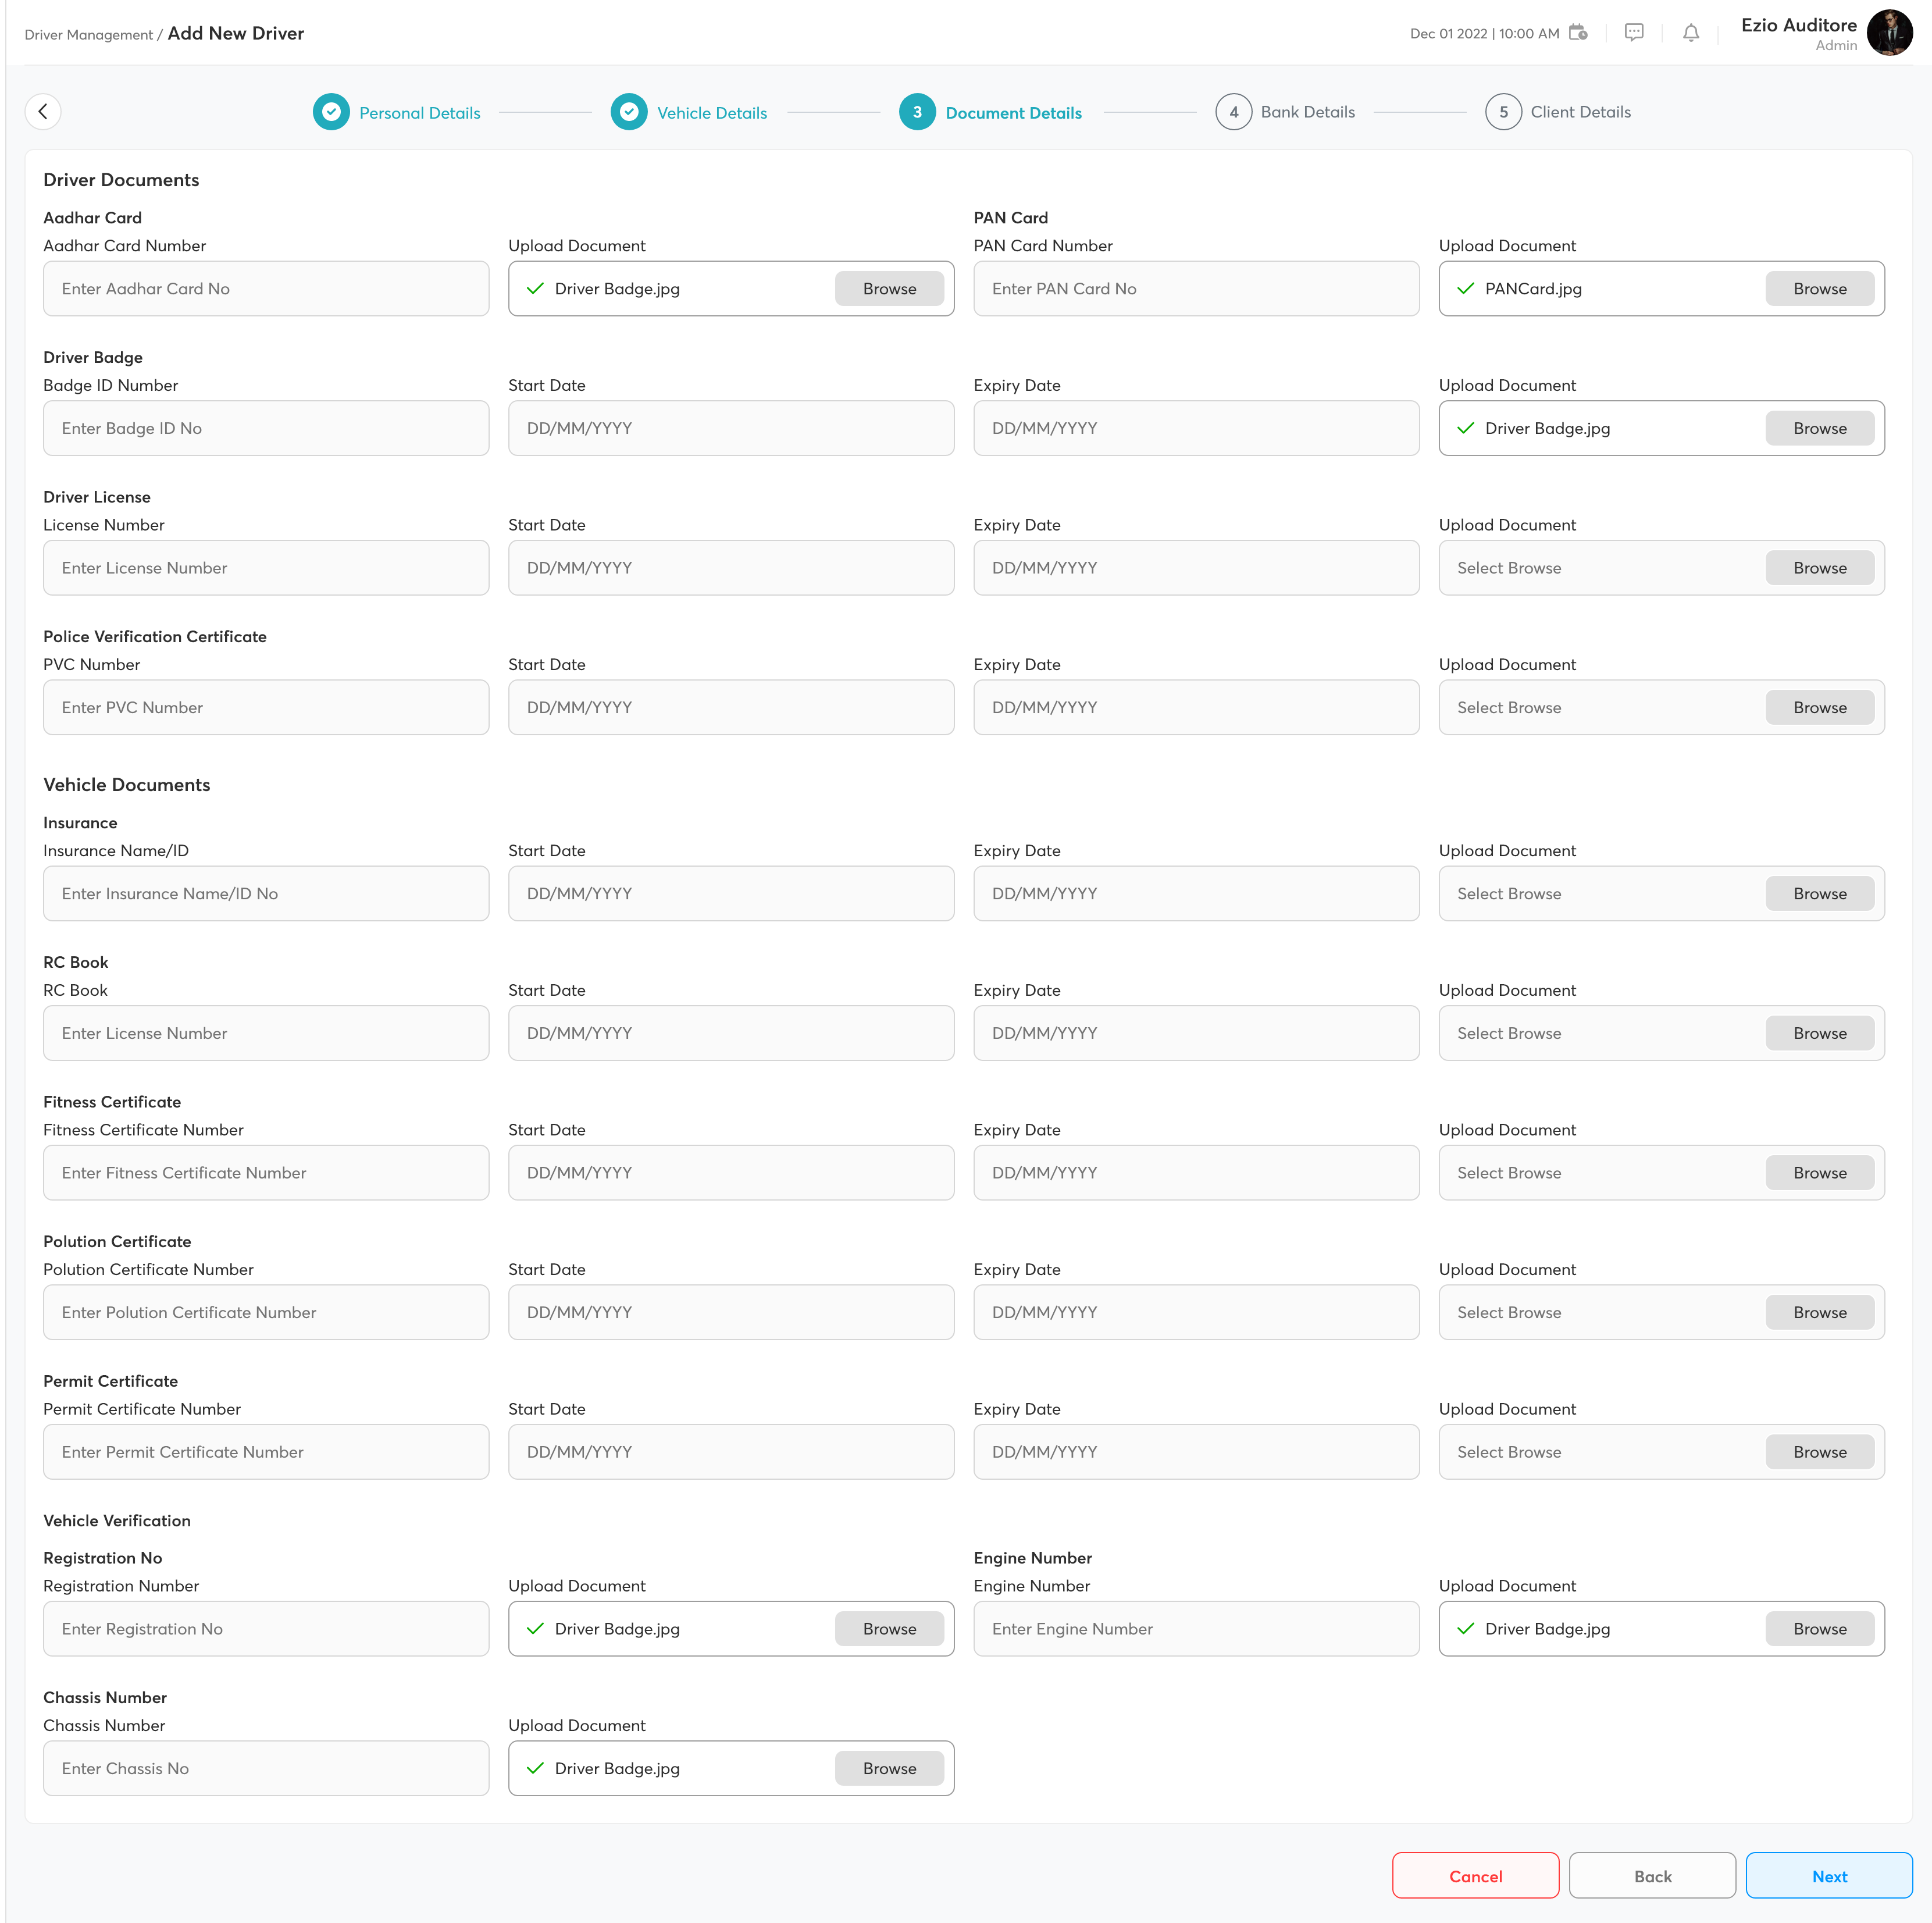 Driver Management / Add New Driver
Dec 01 2022 | 10:00 AM
Ezio Auditore
Admin
Personal Details
Vehicle Details
3 Document Details
4 Bank Details
5 Client Details
Driver Documents
Aadhar Card
PAN Card
Aadhar Card Number
Upload Document
PAN Card Number
Upload Document
Enter Aadhar Card No
Driver Badge.jpg
Browse
Enter PAN Card No
PANCard.jpg
Browse
Driver Badge
Badge ID Number
Start Date
Expiry Date
Upload Document
Enter Badge ID No
DD/MM/YYYY
DD/MM/YYYY
Driver Badge.jpg
Browse
Driver License
License Number
Start Date
Expiry Date
Upload Document
Enter License Number
DD/MM/YYYY
DD/MM/YYYY
Select Browse
Browse
Police Verification Certificate
PVC Number
Start Date
Expiry Date
Upload Document
Enter PVC Number
DD/MM/YYYY
DD/MM/YYYY
Select Browse
Browse
Vehicle Documents
Insurance
Insurance Name/ID
Start Date
Expiry Date
Upload Document
Enter Insurance Name/ID No
DD/MM/YYYY
DD/MM/YYYY
Select Browse
Browse
RC Book
RC Book
Start Date
Expiry Date
Upload Document
Enter License Number
DD/MM/YYYY
DD/MM/YYYY
Select Browse
Browse
Fitness Certificate
Fitness Certificate Number
Start Date
Expiry Date
Upload Document
Enter Fitness Certificate Number
DD/MM/YYYY
DD/MM/YYYY
Select Browse
Browse
Polution Certificate
Polution Certificate Number
Start Date
Expiry Date
Upload Document
Enter Polution Certificate Number
DD/MM/YYYY
DD/MM/YYYY
Select Browse
Browse
Permit Certificate
Permit Certificate Number
Start Date
Expiry Date
Upload Document
Enter Permit Certificate Number
DD/MM/YYYY
DD/MM/YYYY
Select Browse
Browse
Vehicle Verification
Registration No
Engine Number
Registration Number
Upload Document
Engine Number
Upload Document
Enter Registration No
Driver Badge.jpg
Browse
Enter Engine Number
Driver Badge.jpg
Browse
Chassis Number
Chassis Number
Upload Document
Enter Chassis No
Driver Badge.jpg
Browse
Cancel
Back
Next